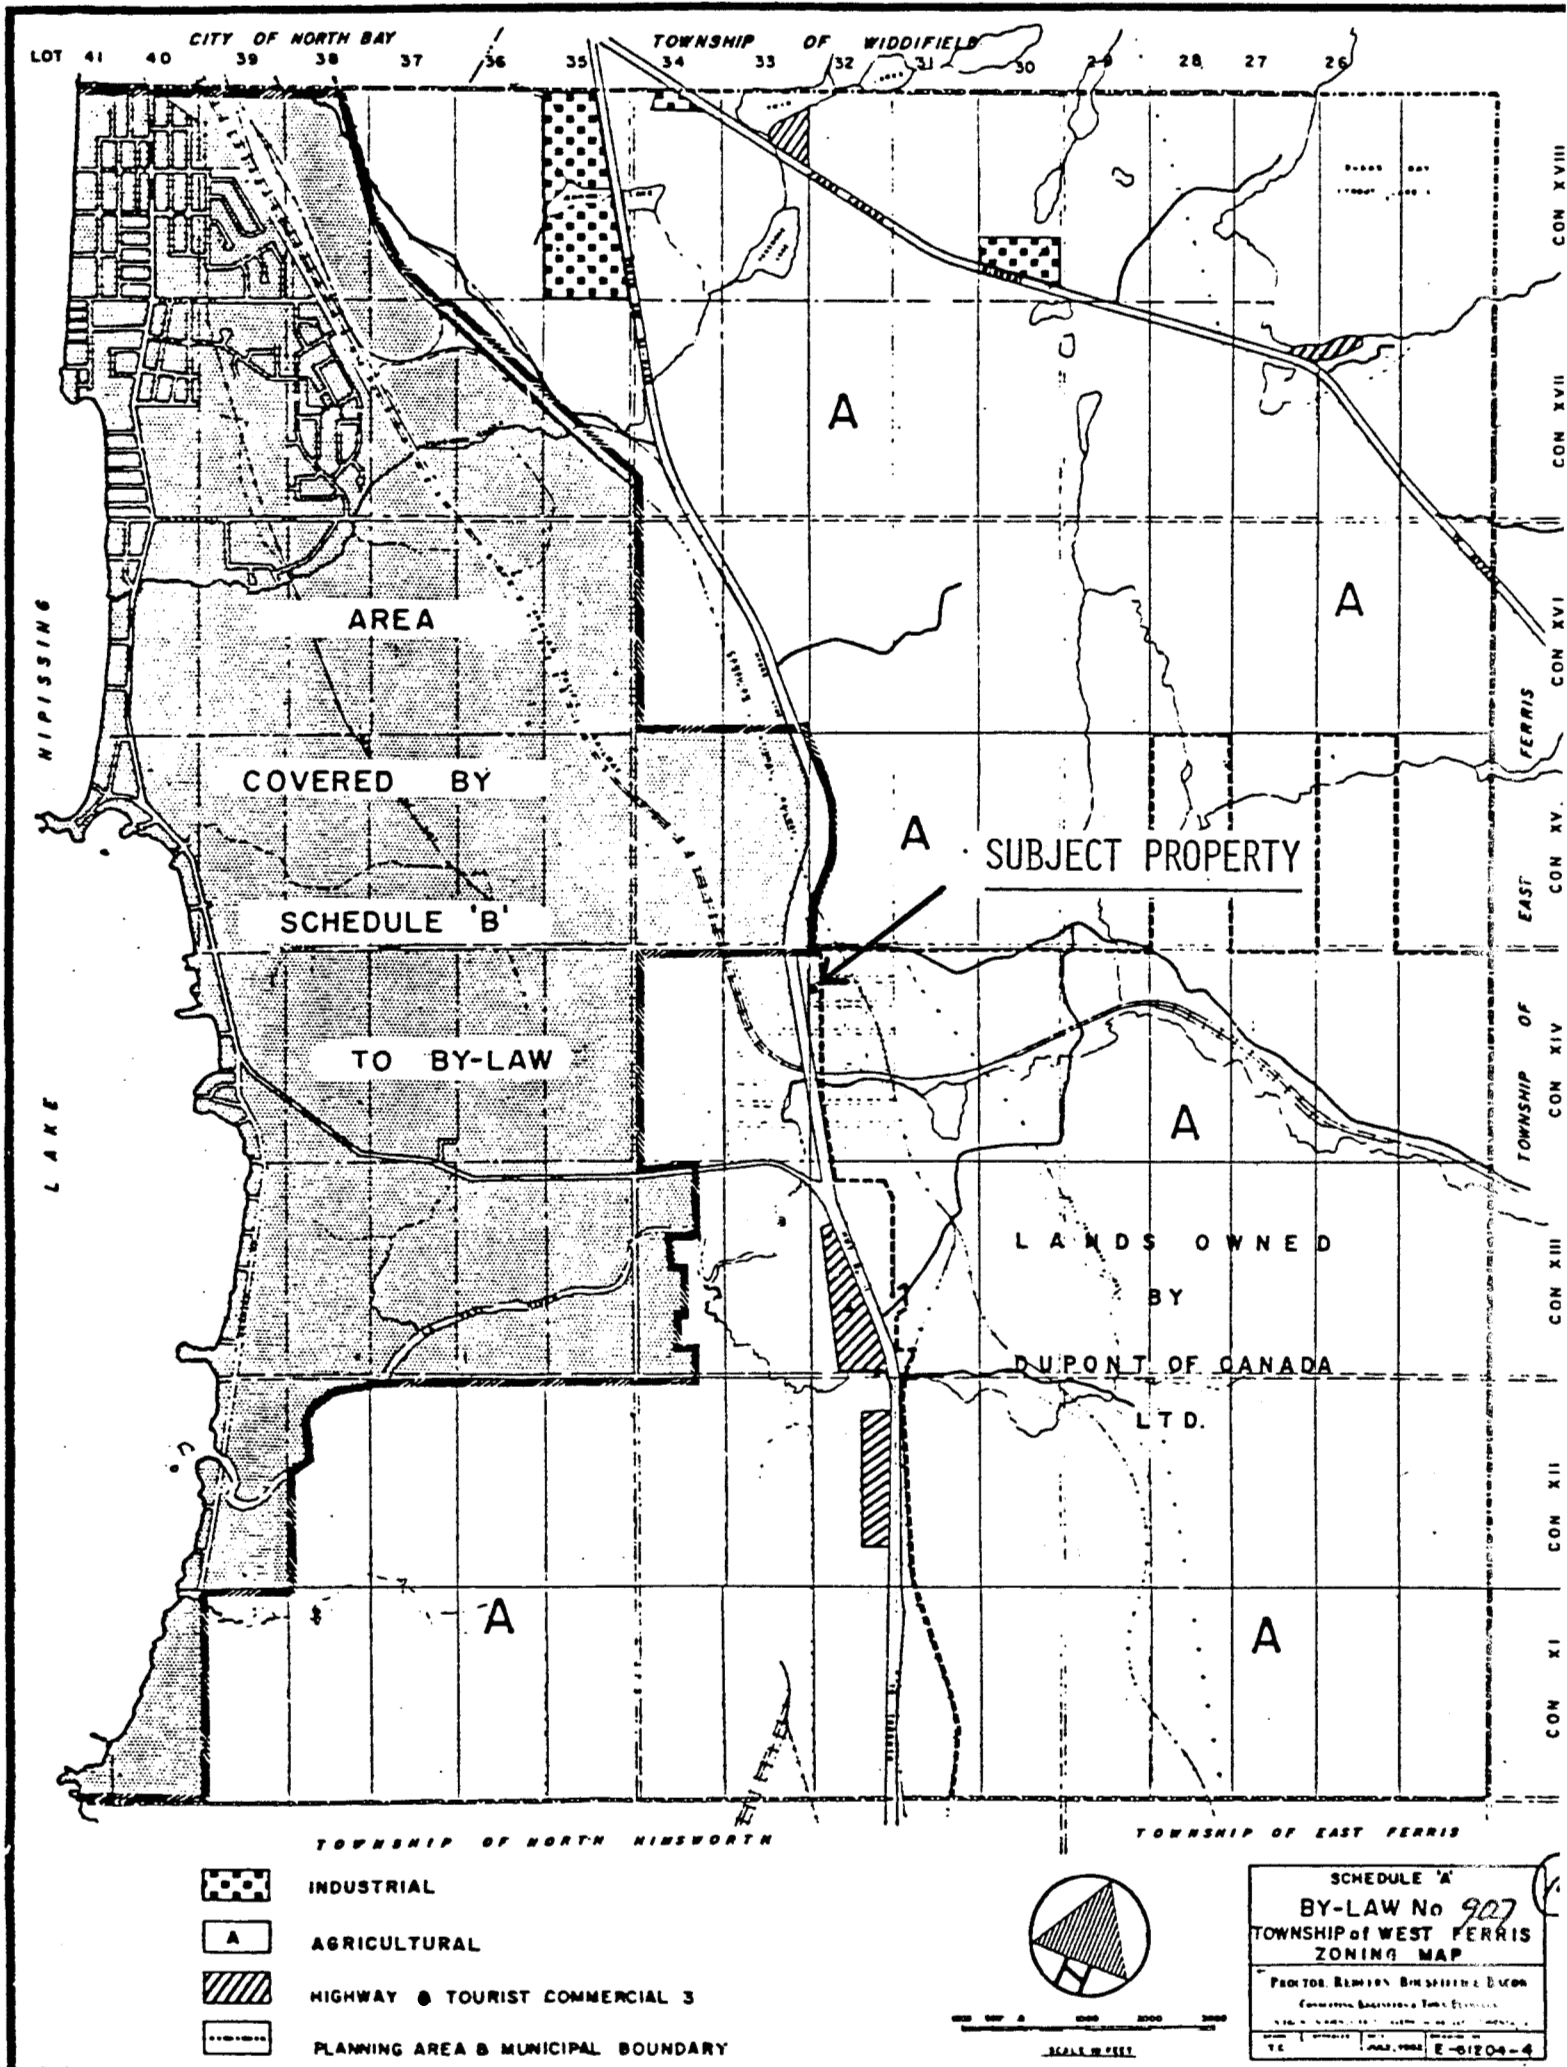 CITY OF NORTH BAY
TOWNSHIP OF WIDDIFIELD
LOT 41 40 39 38 37 36 35 34 33 32 31 30 29 28 27 26
CON XVIII
CON XVII
A
CON XVI
A
AREA
NIPISSING
FERRIS
COVERED BY
A
SUBJECT PROPERTY
CON XV
EAST
SCHEDULE 'B'
TO BY-LAW
CON XIV
TOWNSHIP OF
LAKE
A
LANDS OWNED
BY
CON XIII
DUPONT OF CANADA
LTD.
CON XII
A
A
CON XI
TOWNSHIP OF NORTH HIMSWORTH
TOWNSHIP OF EAST FERRIS
INDUSTRIAL
A AGRICULTURAL
HIGHWAY & TOURIST COMMERCIAL 3
PLANNING AREA & MUNICIPAL BOUNDARY
N
SCALE IN FEET
SCHEDULE 'A'
BY-LAW No 907
TOWNSHIP of WEST FERRIS
ZONING MAP
E-61204-4